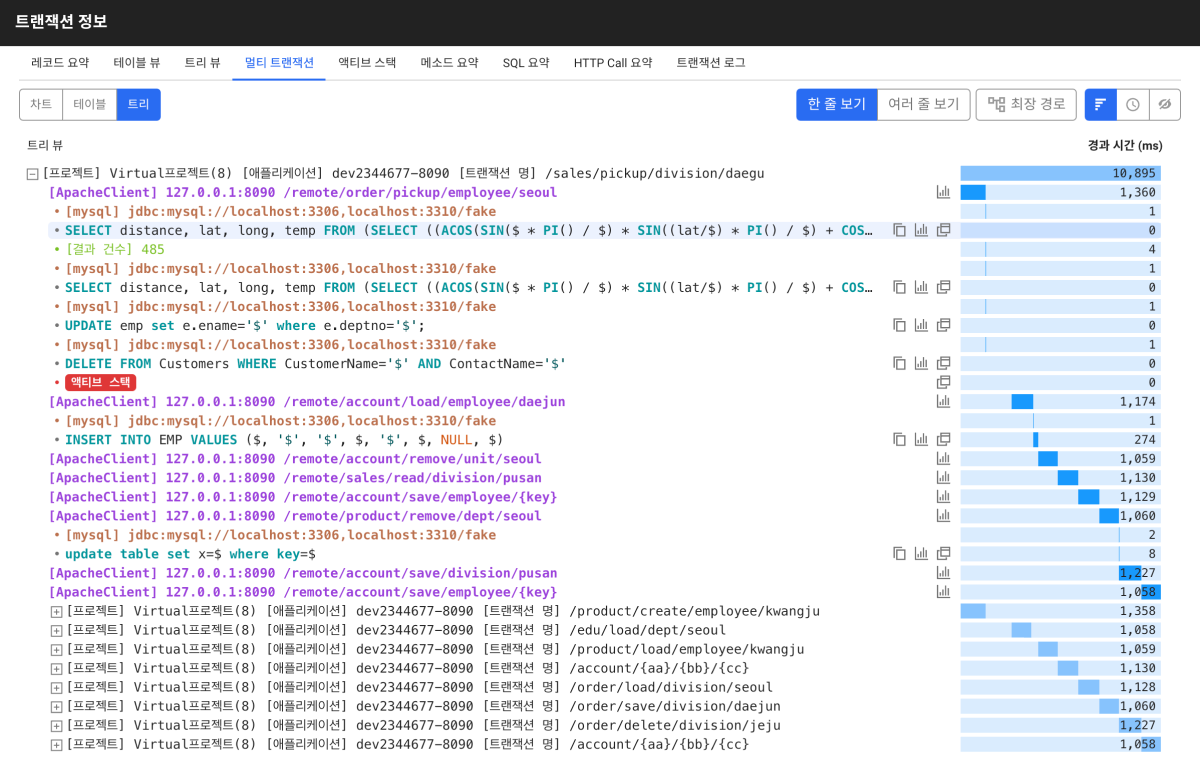 트랜잭션 정보
레코드 요약 테이블 뷰 트리 뷰 멀티 트랜잭션 액티브 스택 메소드 요약 SQL 요약 HTTP Call 요약 트랜잭션 로그
차트 테이블 트리 한 줄 보기 여러 줄 보기 최장 경로
트리 뷰 경과 시간 (ms)
[프로젝트] Virtual프로젝트(8) [애플리케이션] dev2344677-8090 [트랜잭션 명] /sales/pickup/division/daegu 10,895
[ApacheClient] 127.0.0.1:8090 /remote/order/pickup/employee/seoul 1,360
• [mysql] jdbc:mysql://localhost:3306,localhost:3310/fake 1
• SELECT distance, lat, long, temp FROM (SELECT ((ACOS(SIN($ * PI() / $) * SIN((lat/$) * PI() / $) + COS… 0
• [결과 건수] 485 4
• [mysql] jdbc:mysql://localhost:3306,localhost:3310/fake 1
• SELECT distance, lat, long, temp FROM (SELECT ((ACOS(SIN($ * PI() / $) * SIN((lat/$) * PI() / $) + COS… 0
• [mysql] jdbc:mysql://localhost:3306,localhost:3310/fake 1
• UPDATE emp set e.ename='$' where e.deptno='$'; 0
• [mysql] jdbc:mysql://localhost:3306,localhost:3310/fake 1
• DELETE FROM Customers WHERE CustomerName='$' AND ContactName='$' 0
• 액티브 스택 0
[ApacheClient] 127.0.0.1:8090 /remote/account/load/employee/daejun 1,174
• [mysql] jdbc:mysql://localhost:3306,localhost:3310/fake 1
• INSERT INTO EMP VALUES ($, '$', '$', $, '$', $, NULL, $) 274
[ApacheClient] 127.0.0.1:8090 /remote/account/remove/unit/seoul 1,059
[ApacheClient] 127.0.0.1:8090 /remote/sales/read/division/pusan 1,130
[ApacheClient] 127.0.0.1:8090 /remote/account/save/employee/{key} 1,129
[ApacheClient] 127.0.0.1:8090 /remote/product/remove/dept/seoul 1,060
• [mysql] jdbc:mysql://localhost:3306,localhost:3310/fake 2
• update table set x=$ where key=$ 8
[ApacheClient] 127.0.0.1:8090 /remote/account/save/division/pusan 1,227
[ApacheClient] 127.0.0.1:8090 /remote/account/save/employee/{key} 1,058
[프로젝트] Virtual프로젝트(8) [애플리케이션] dev2344677-8090 [트랜잭션 명] /product/create/employee/kwangju 1,358
[프로젝트] Virtual프로젝트(8) [애플리케이션] dev2344677-8090 [트랜잭션 명] /edu/load/dept/seoul 1,058
[프로젝트] Virtual프로젝트(8) [애플리케이션] dev2344677-8090 [트랜잭션 명] /product/load/employee/kwangju 1,059
[프로젝트] Virtual프로젝트(8) [애플리케이션] dev2344677-8090 [트랜잭션 명] /account/{aa}/{bb}/{cc} 1,130
[프로젝트] Virtual프로젝트(8) [애플리케이션] dev2344677-8090 [트랜잭션 명] /order/load/division/seoul 1,128
[프로젝트] Virtual프로젝트(8) [애플리케이션] dev2344677-8090 [트랜잭션 명] /order/save/division/daejun 1,060
[프로젝트] Virtual프로젝트(8) [애플리케이션] dev2344677-8090 [트랜잭션 명] /order/delete/division/jeju 1,227
[프로젝트] Virtual프로젝트(8) [애플리케이션] dev2344677-8090 [트랜잭션 명] /account/{aa}/{bb}/{cc} 1,058